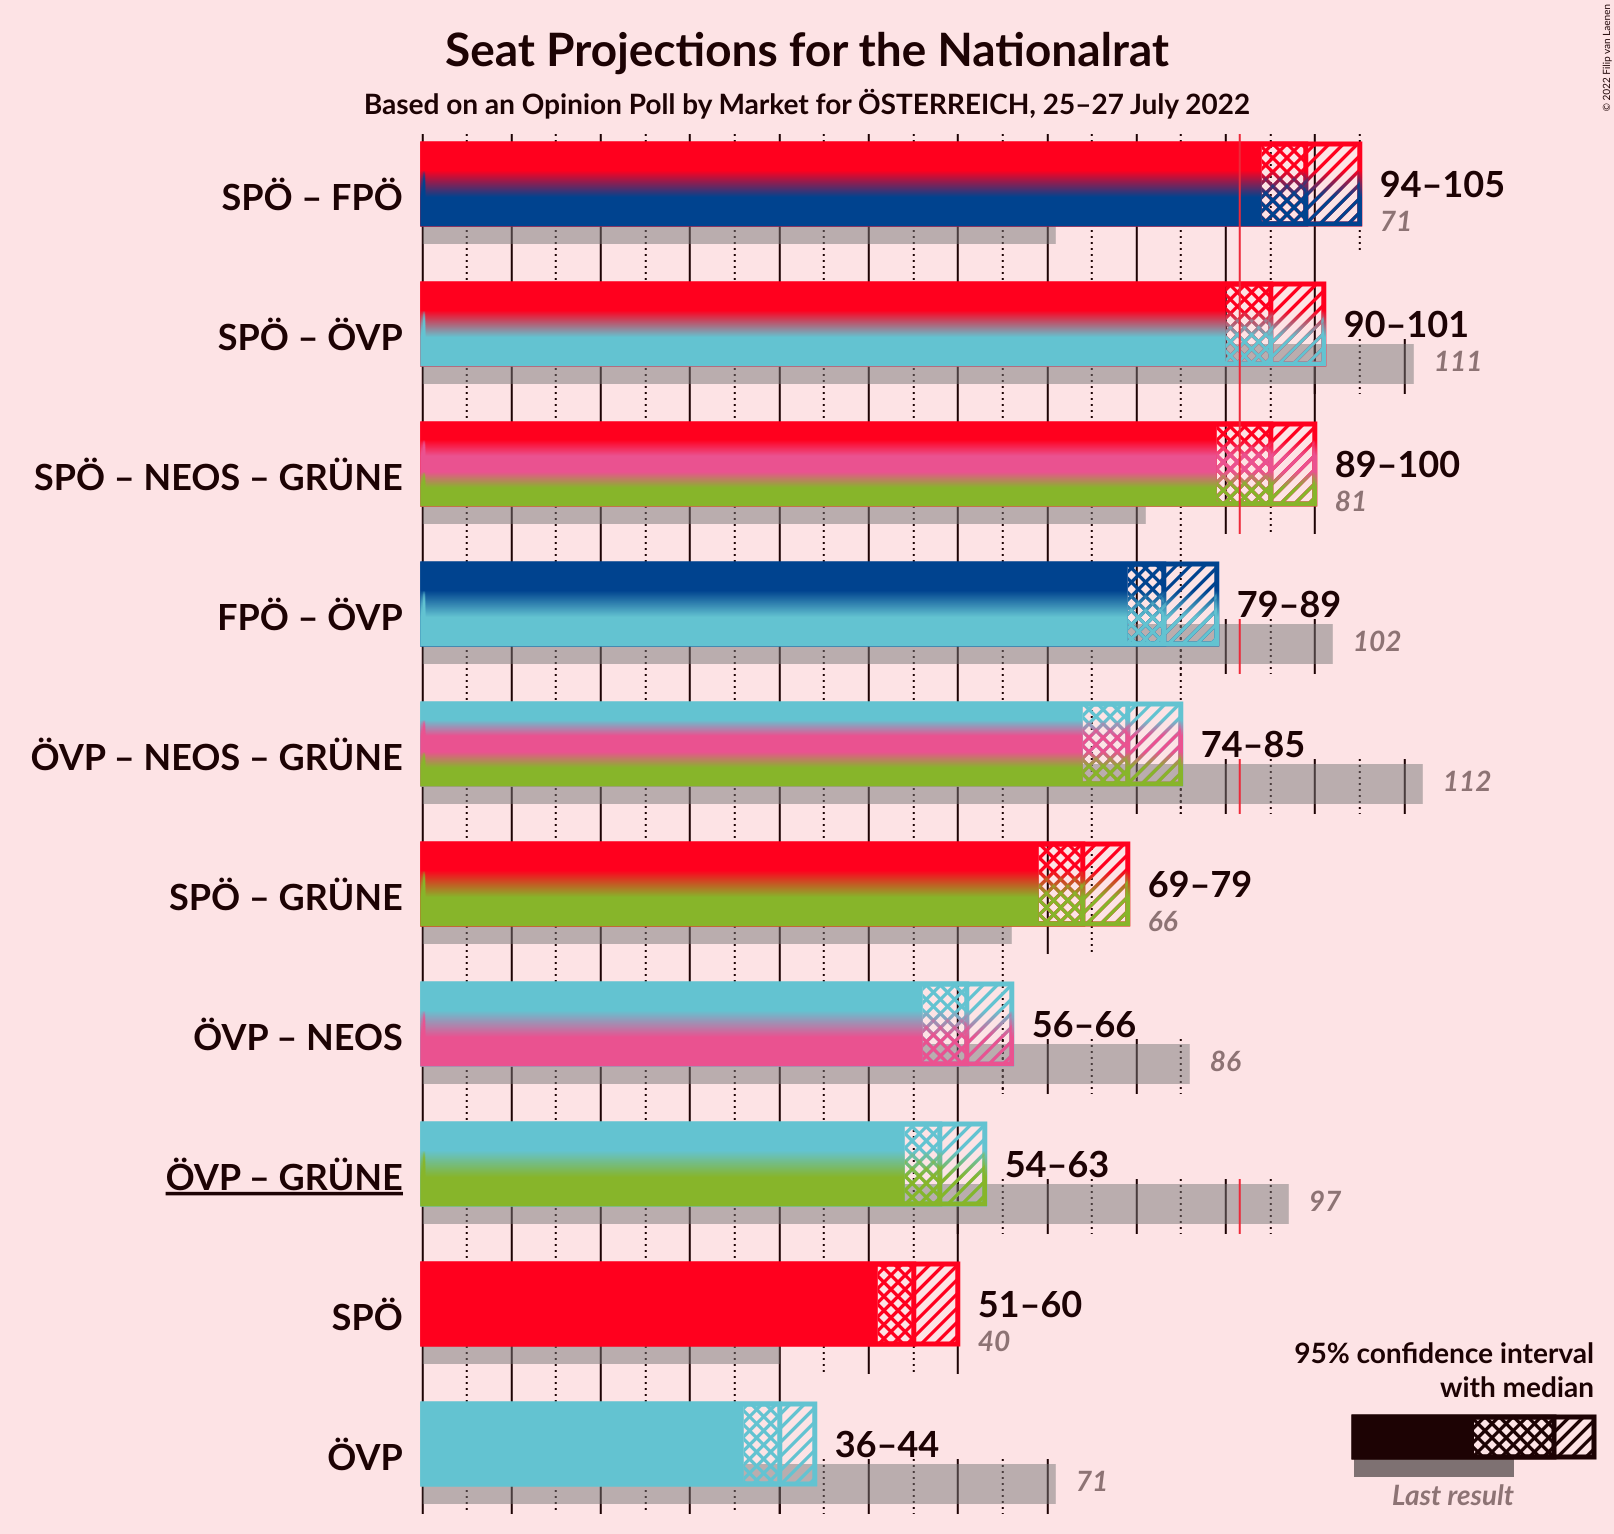 Seat Projections for the Nationalrat
Based on an Opinion Poll by Market for ÖSTERREICH, 25–27 July 2022
© 2022 Filip van Laenen
SPÖ – FPÖ
94–105
71
SPÖ – ÖVP
90–101
111
SPÖ – NEOS – GRÜNE
89–100
81
FPÖ – ÖVP
79–89
102
ÖVP – NEOS – GRÜNE
74–85
112
SPÖ – GRÜNE
69–79
66
ÖVP – NEOS
56–66
86
ÖVP – GRÜNE
54–63
97
SPÖ
51–60
40
ÖVP
36–44
71
95% confidence interval
with median
Last result